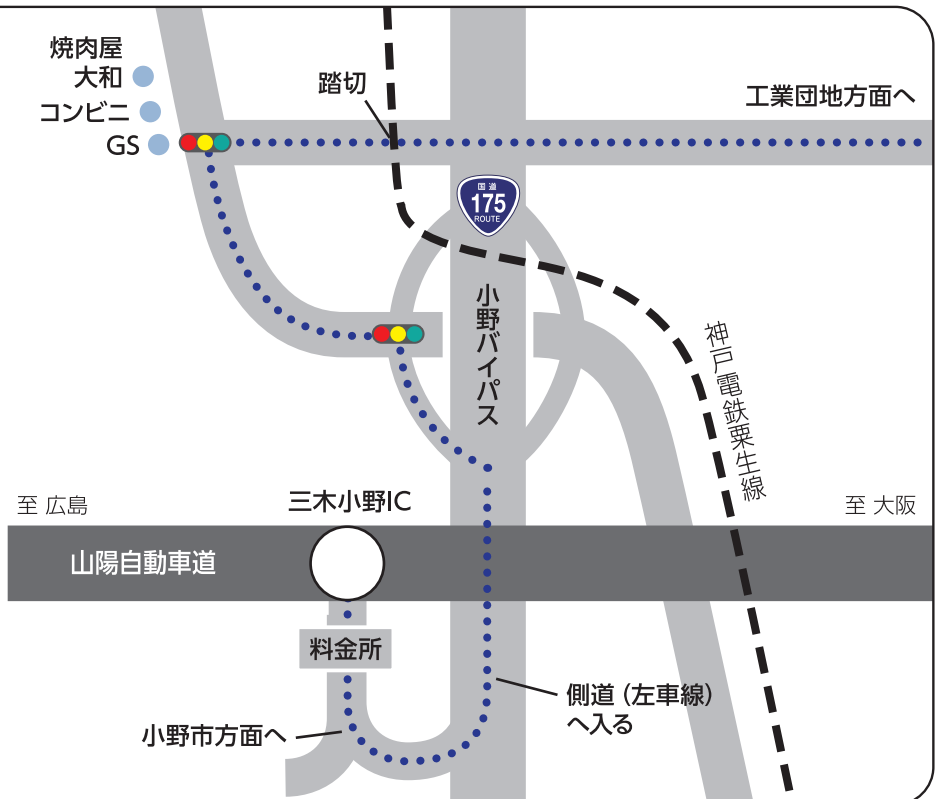 焼肉屋
大和
コンビニ
GS
踏切
工業団地方面へ
国道
175
ROUTE
小野バイパス
神戸電鉄粟生線
至 広島
三木小野IC
至 大阪
山陽自動車道
料金所
側道（左車線）
へ入る
小野市方面へ